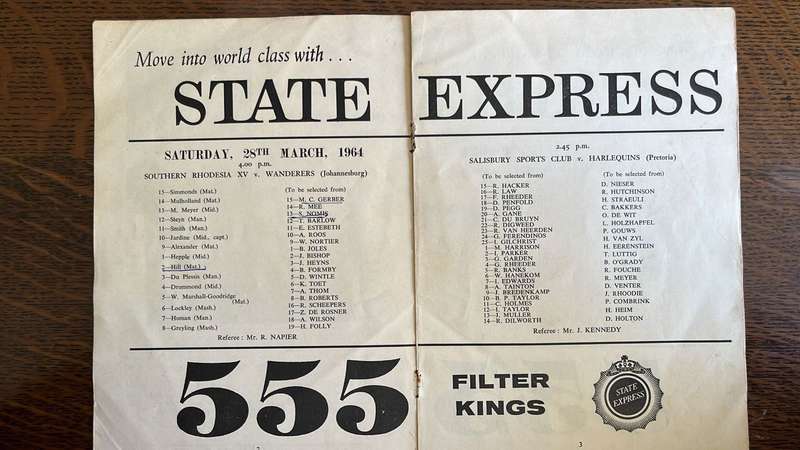 Move into world class with . . .
STATE EXPRESS
SATURDAY, 28TH MARCH, 1964
4.00 p.m.
SOUTHERN RHODESIA XV v. WANDERERS (Johannesburg)
15—Simmonds (Mat.)
14—Mulholland (Mat.)
13—M. Meyer (Mid.)
12—Steyn (Man.)
11—Smith (Man.)
10—Jardine (Mid., capt.)
9—Alexander (Mat.)
1—Hepple (Mid.)
2—Hill (Mat.)
3—Du Plessis (Man.)
4—Drummond (Mid.)
5—W. Marshall-Goodridge
(Mat.)
6—Lockley (Mash.)
7—Human (Man.)
8—Greyling (Mash.)
(To be selected from)
15—M. C. GERBER
14—R. MEE
13—S. NOMIS
12—T. BARLOW
11—E. ESTEBETH
10—A. ROOS
9—W. NORTIER
1—B. JOLES
2—J. BISHOP
3—J. HEYNS
4—B. FORMBY
5—D. WINTLE
6—K. TOET
7—A. THOM
8—B. ROBERTS
16—R. SCHEEPERS
17—Z. DE ROSNER
18—A. WILSON
19—H. FOLLY
Referee: Mr. R. NAPIER
2.45 p.m.
SALISBURY SPORTS CLUB v. HARLEQUINS (Pretoria)
(To be selected from)
15—R. HACKER
16—R. LAW
17—F. RHEEDER
18—D. PENFOLD
19—D. PEGG
20—A. GANE
21—C. DU BRUYN
22—R. DIGWEED
23—R. VAN HEERDEN
24—A. FERENDINOS
25—I. GILCHRIST
1—M. HARRISON
2—I. PARKER
3—G. GARDEN
4—G. RHEEDER
5—R. BANKS
6—W. HANEKOM
7—I. EDWARDS
8—A. TAINTON
9—J. BREDENKAMP
10—B. P. TAYLOR
11—C. HOLMES
12—I. TAYLOR
13—J. MULLER
14—R. DILWORTH
(To be selected from)
D. NIESER
R. HUTCHINSON
H. STRAEULI
C. BAKKERS
O. DE WIT
L. HOLZHAPFEL
P. GOUWS
H. VAN ZYL
H. EERENSTEIN
T. LUTTIG
B. O'GRADY
R. FOUCHE
R. MEYER
D. VENTER
J. RHOODIE
P. COMBRINK
H. HEIM
D. HOLTON
Referee: Mr. J. KENNEDY
555
FILTER
KINGS
STATE
EXPRESS
2
3